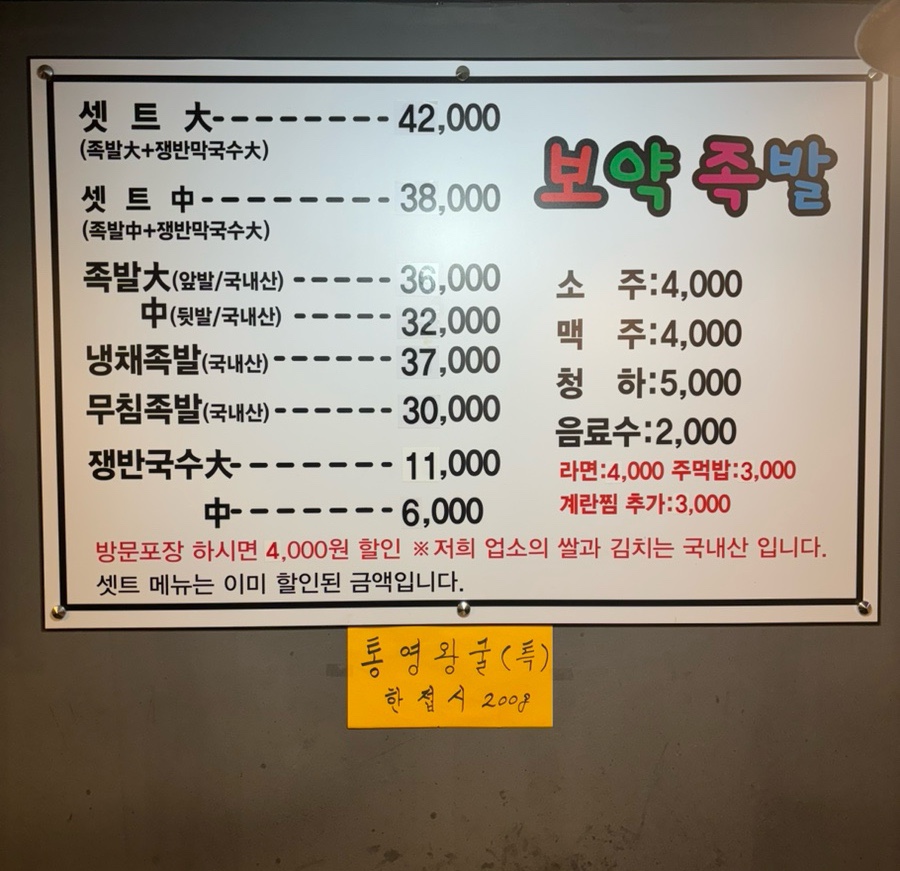 셋 트 大--------- 42,000
(족발大+쟁반막국수大)
셋 트 中---------- 38,000
(족발中+쟁반막국수大)
족발大(앞발/국내산) ----- 36,000
中(뒷발/국내산) ----- 32,000
냉채족발(국내산)------ 37,000
무침족발(국내산)------ 30,000
쟁반국수大-------- 11,000
中-------- 6,000
보약 족발
소 주:4,000
맥 주:4,000
청 하:5,000
음료수:2,000
라면:4,000 주먹밥:3,000
계란찜 추가:3,000
방문포장 하시면 4,000원 할인 ※저희 업소의 쌀과 김치는 국내산 입니다.
셋트 메뉴는 이미 할인된 금액입니다.
통영왕굴(특)
한접시 200g